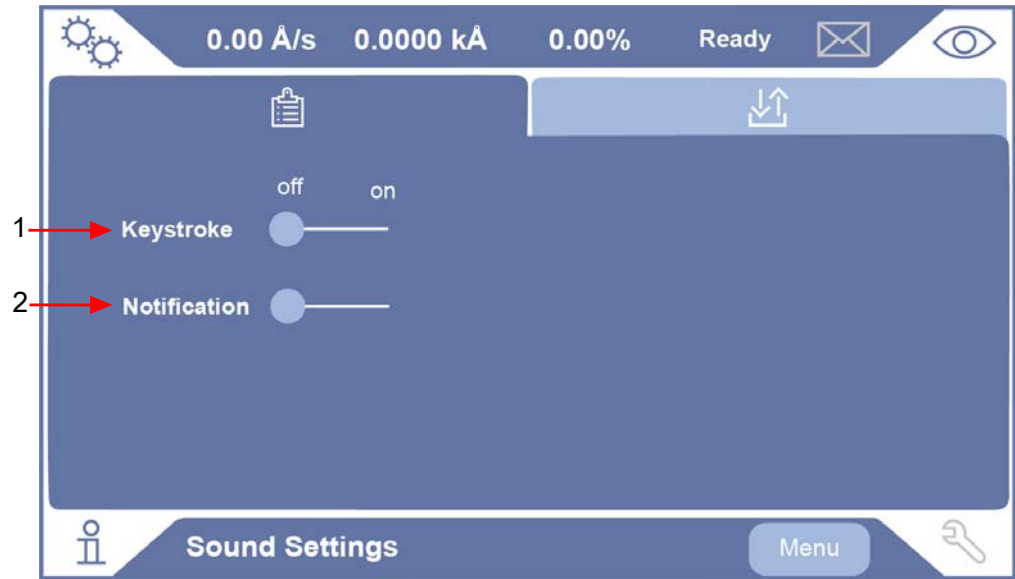 0.00 Å/s 0.0000 kÅ 0.00% Ready
off on
1 Keystroke
2 Notification
Sound Settings Menu